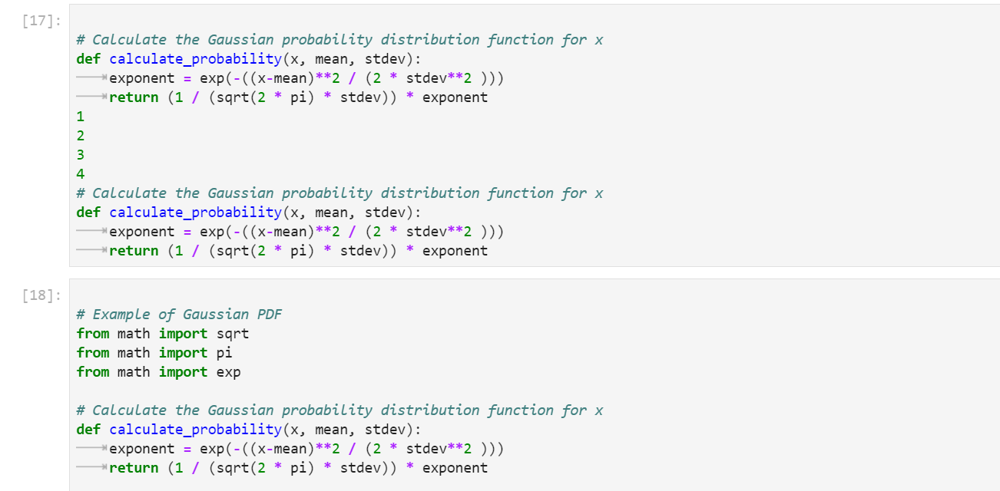 [17]:
# Calculate the Gaussian probability distribution function for x
def calculate_probability(x, mean, stdev):
exponent = exp(-((x-mean)**2 / (2 * stdev**2 )))
return (1 / (sqrt(2 * pi) * stdev)) * exponent
1
2
3
4
# Calculate the Gaussian probability distribution function for x
def calculate_probability(x, mean, stdev):
exponent = exp(-((x-mean)**2 / (2 * stdev**2 )))
return (1 / (sqrt(2 * pi) * stdev)) * exponent
[18]:
# Example of Gaussian PDF
from math import sqrt
from math import pi
from math import exp
# Calculate the Gaussian probability distribution function for x
def calculate_probability(x, mean, stdev):
exponent = exp(-((x-mean)**2 / (2 * stdev**2 )))
return (1 / (sqrt(2 * pi) * stdev)) * exponent